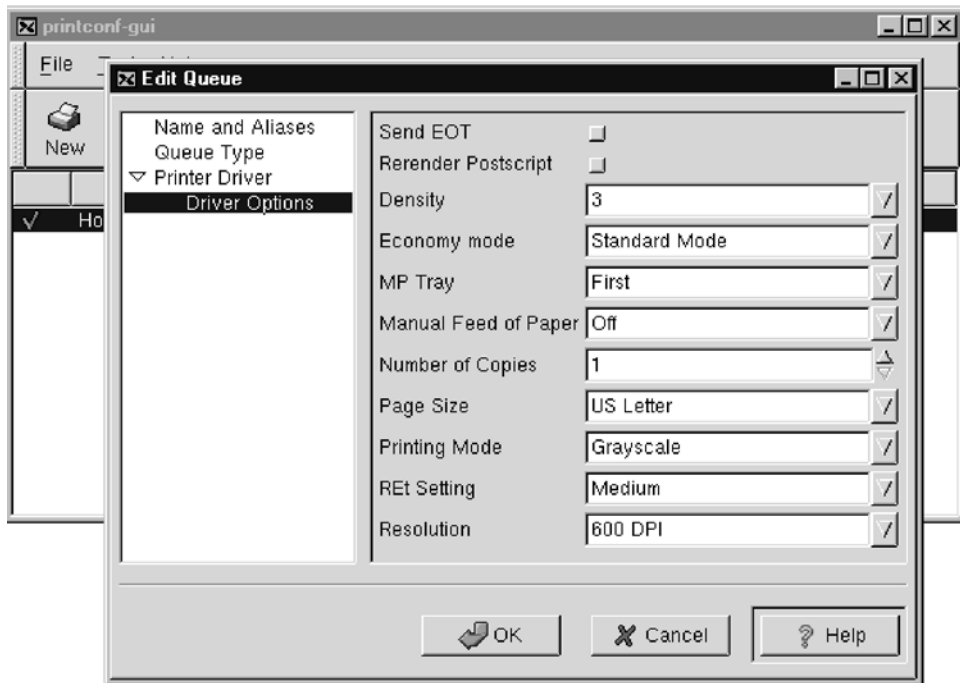 printconf-gui
File
New
Ho
Edit Queue
Name and Aliases
Queue Type
Printer Driver
Driver Options
Send EOT
Rerender Postscript
Density 3
Economy mode Standard Mode
MP Tray First
Manual Feed of Paper Off
Number of Copies 1
Page Size US Letter
Printing Mode Grayscale
REt Setting Medium
Resolution 600 DPI
OK Cancel Help